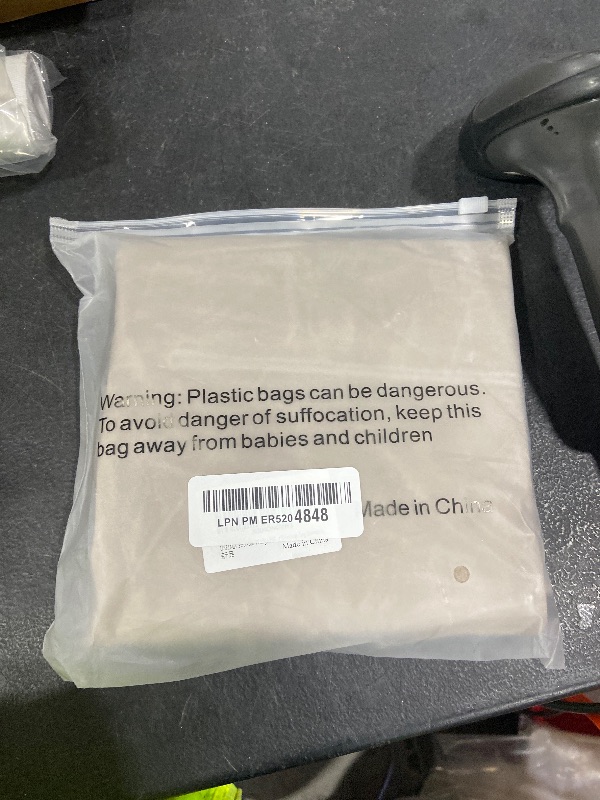 Warning: Plastic bags can be dangerous.
To avoid danger of suffocation, keep this
bag away from babies and children
LPN PM ER5204848
Made in China
Made in China